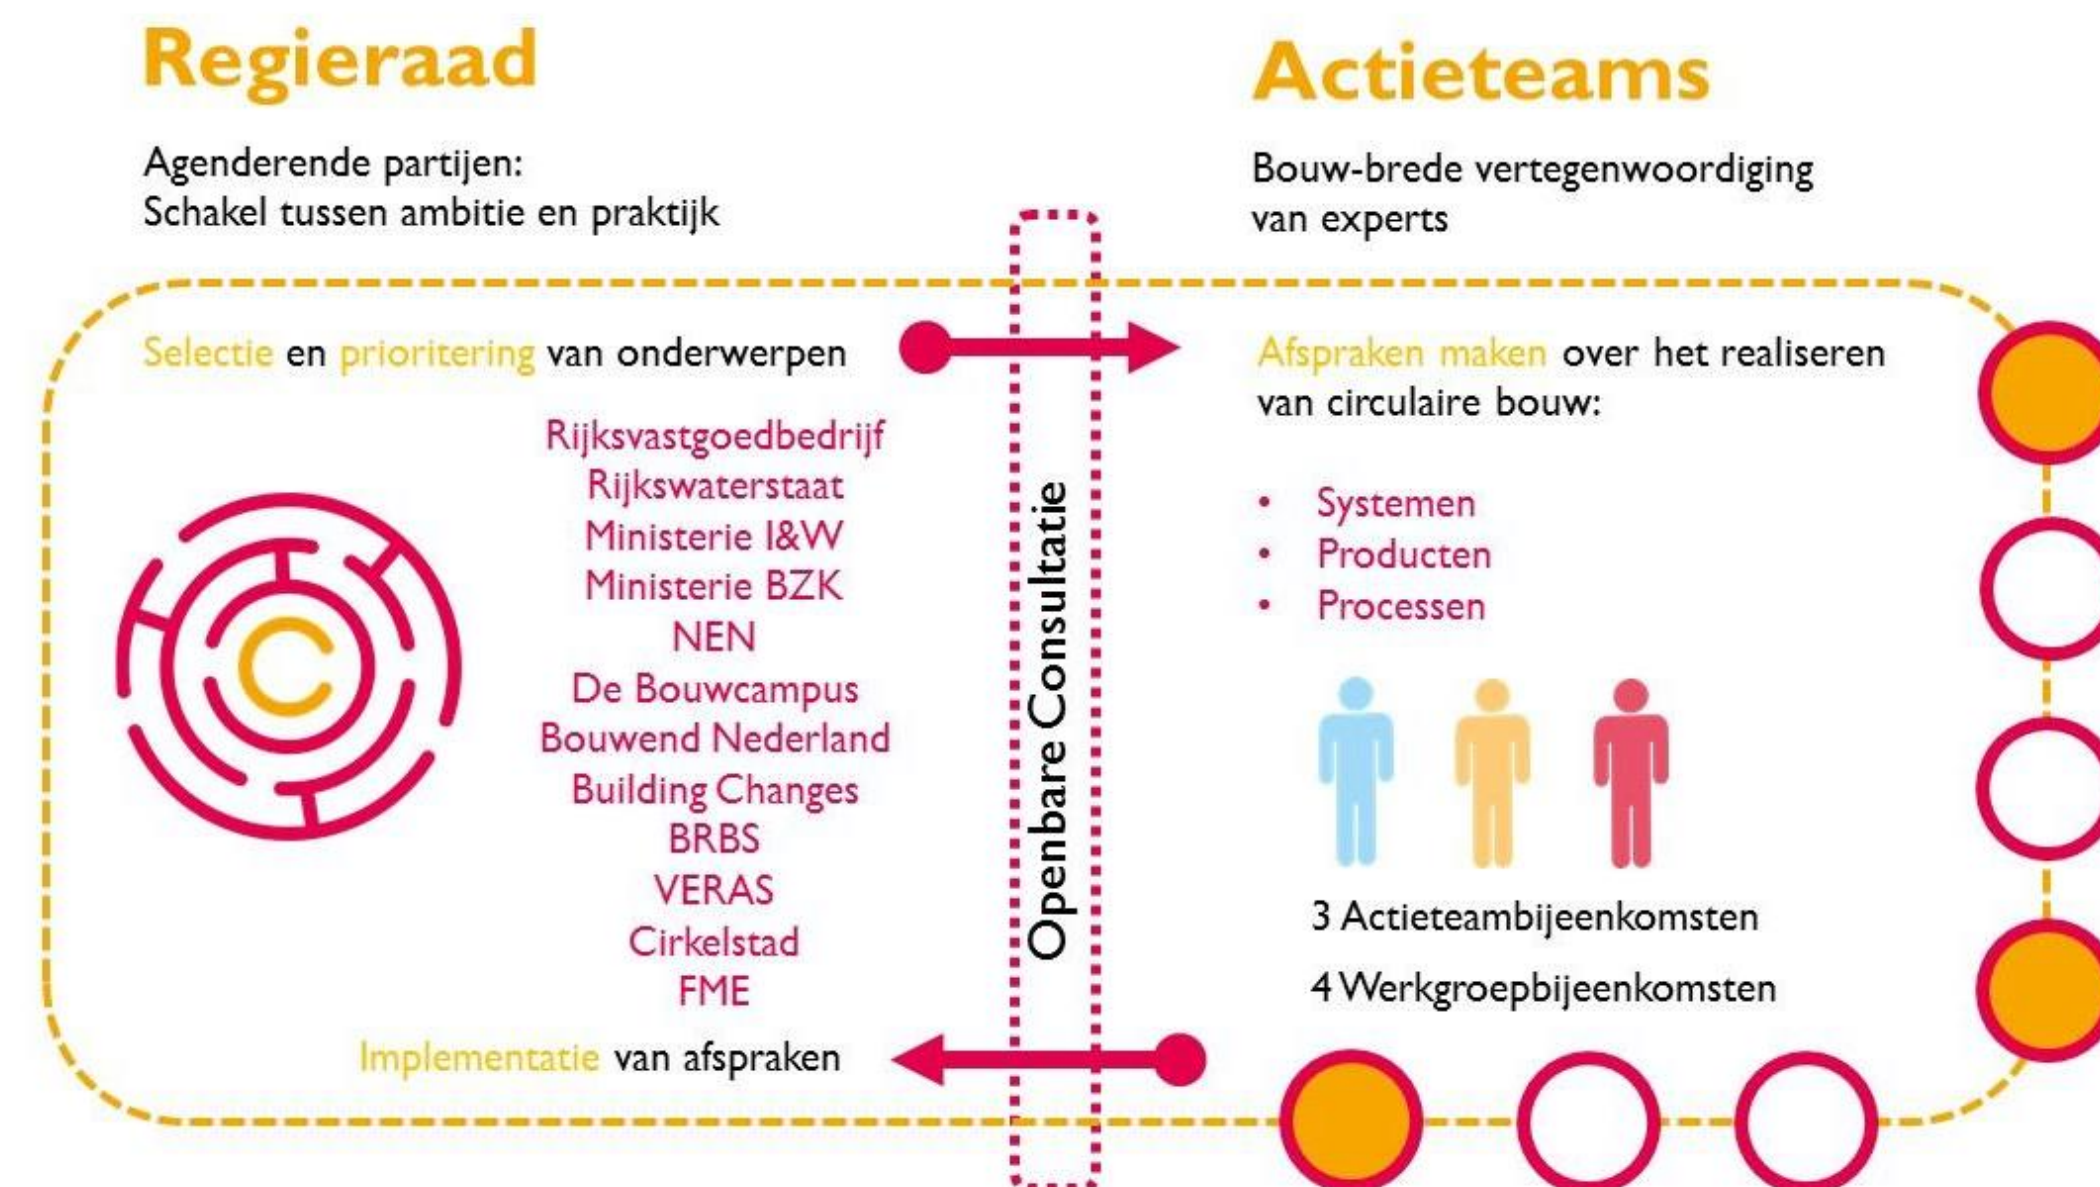 Regieraad
Agenderende partijen:
Schakel tussen ambitie en praktijk
Selectie en prioritering van onderwerpen
Rijksvastgoedbedrijf
Rijkswaterstaat
Ministerie I&W
Ministerie BZK
NEN
De Bouwcampus
Bouwend Nederland
Building Changes
BRBS
VERAS
Cirkelstad
FME
Implementatie van afspraken
Openbare Consultatie
Actieteams
Bouw-brede vertegenwoordiging
van experts
Afspraken maken over het realiseren
van circulaire bouw:
• Systemen
• Producten
• Processen
3 Actieteambijeenkomsten
4 Werkgroepbijeenkomsten